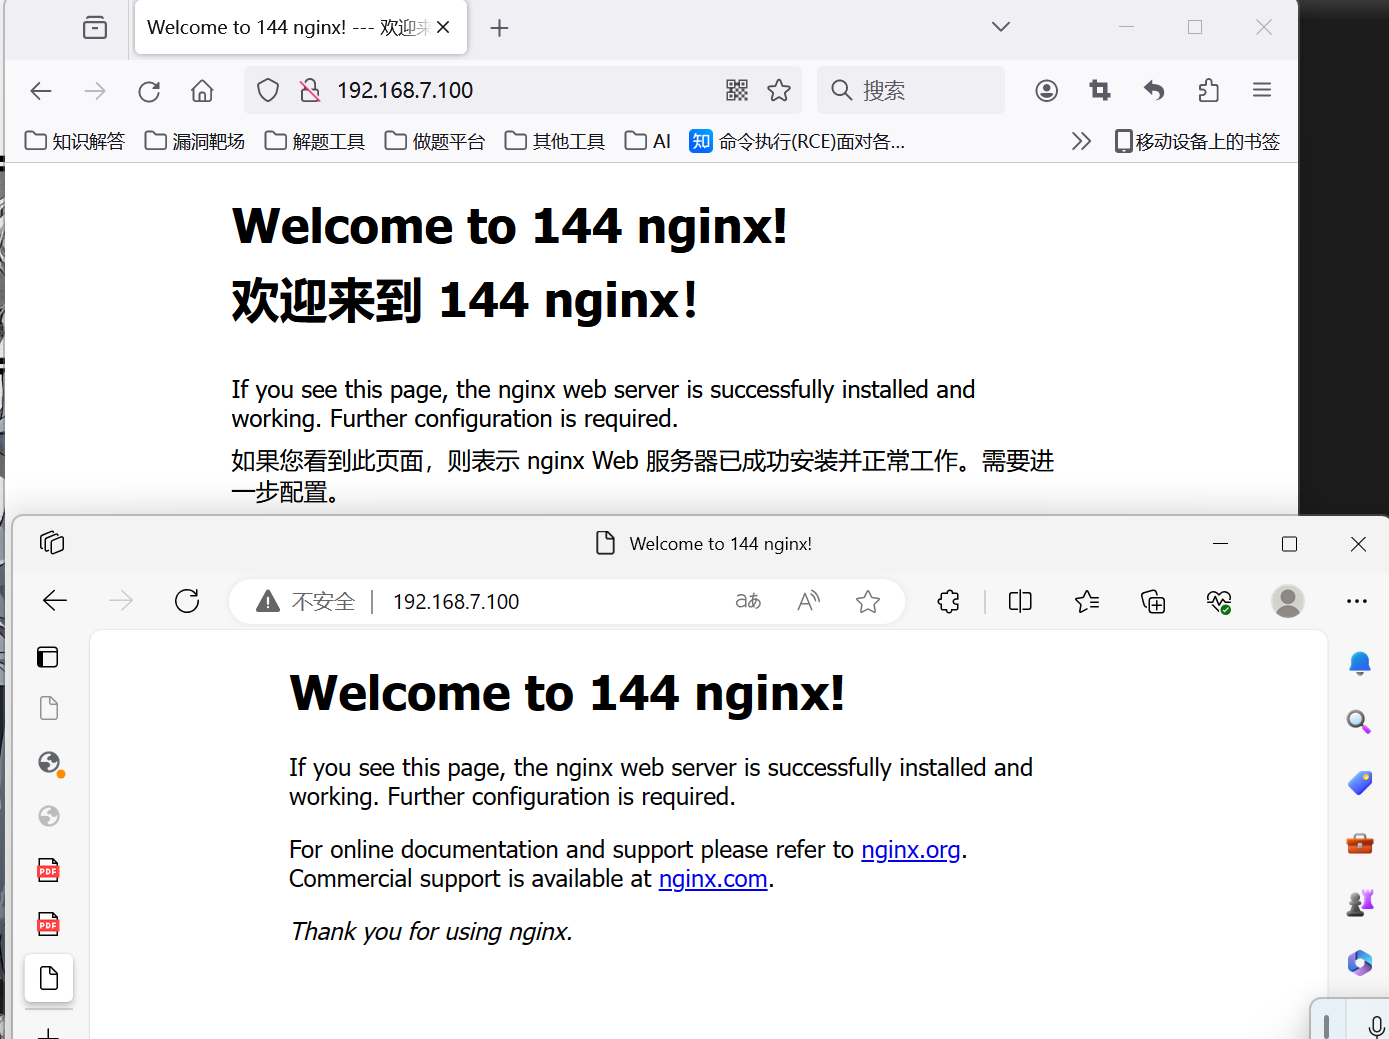 Welcome to 144 nginx! --- 欢迎来
192.168.7.100
搜索
知识解答 漏洞靶场 解题工具 做题平台 其他工具 AI 知 命令执行(RCE)面对各... 移动设备上的书签
Welcome to 144 nginx!
欢迎来到 144 nginx！
If you see this page, the nginx web server is successfully installed and
working. Further configuration is required.
如果您看到此页面，则表示 nginx Web 服务器已成功安装并正常工作。需要进
一步配置。
Welcome to 144 nginx!
不安全 192.168.7.100 aあ A
Welcome to 144 nginx!
If you see this page, the nginx web server is successfully installed and
working. Further configuration is required.
For online documentation and support please refer to nginx.org.
Commercial support is available at nginx.com.
Thank you for using nginx.
PDF
PDF